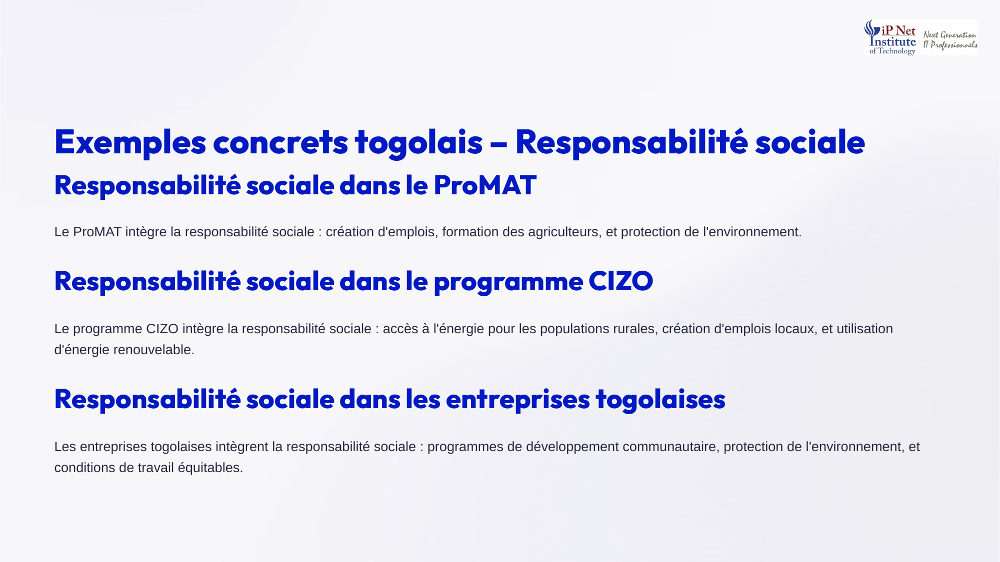 iP Net
Institute
of Technology
Next Generation
IT Professionnels
Exemples concrets togolais – Responsabilité sociale
Responsabilité sociale dans le ProMAT
Le ProMAT intègre la responsabilité sociale : création d'emplois, formation des agriculteurs, et protection de l'environnement.
Responsabilité sociale dans le programme CIZO
Le programme CIZO intègre la responsabilité sociale : accès à l'énergie pour les populations rurales, création d'emplois locaux, et utilisation
d'énergie renouvelable.
Responsabilité sociale dans les entreprises togolaises
Les entreprises togolaises intègrent la responsabilité sociale : programmes de développement communautaire, protection de l'environnement, et
conditions de travail équitables.